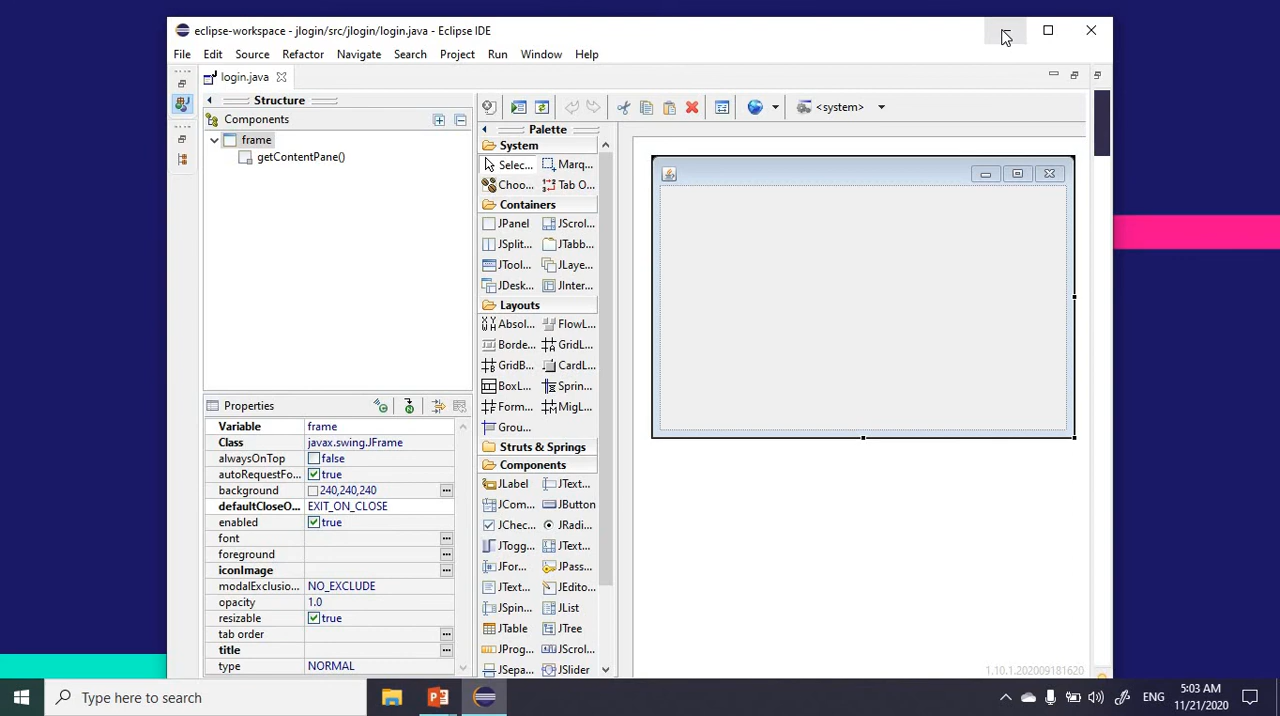 eclipse-workspace - jlogin/src/jlogin/login.java - Eclipse IDE
File Edit Source Refactor Navigate Search Project Run Window Help
login.java
Structure
Components
frame
getContentPane()
Properties
Variable frame
Class javax.swing.JFrame
alwaysOnTop false
autoRequestFo... true
background 240,240,240
defaultCloseO... EXIT_ON_CLOSE
enabled true
font
foreground
iconImage
modalExclusio... NO_EXCLUDE
opacity 1.0
resizable true
tab order
title
type NORMAL
<system>
Palette
System
Selec... Marq...
Choo... Tab O...
Containers
JPanel JScrol...
JSplit... JTabb...
JTool... JLaye...
JDesk... JInter...
Layouts
Absol... FlowL...
Borde... GridL...
GridB... CardL...
BoxL... Sprin...
Form... MigL...
Grou...
Struts & Springs
Components
JLabel JText...
JCom... JButton
JChec... JRadi...
JTogg... JText...
JFor... JPass...
JText... JEdito...
JSpin... JList
JTable JTree
JProg... JScrol...
JSepa... JSlider
1.10.1.202009181620
Type here to search
ENG
5:03 AM
11/21/2020